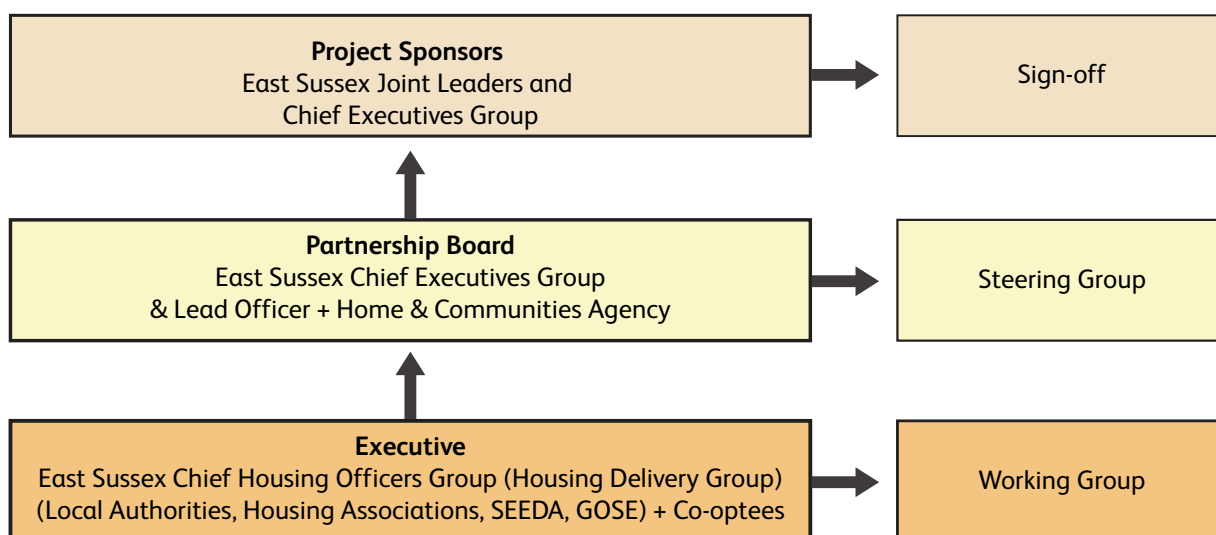 Project Sponsors
East Sussex Joint Leaders and
Chief Executives Group
Sign-off
Partnership Board
East Sussex Chief Executives Group
& Lead Officer + Home & Communities Agency
Steering Group
Executive
East Sussex Chief Housing Officers Group (Housing Delivery Group)
(Local Authorities, Housing Associations, SEEDA, GOSE) + Co-optees
Working Group